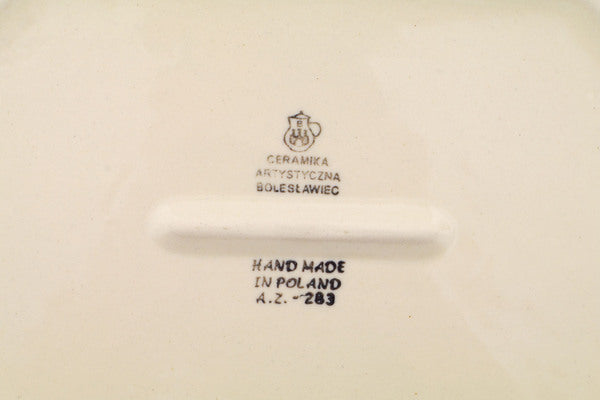 CERAMIKA
ARTYSTYCZNA
BOLESŁAWIEC
HAND MADE
IN POLAND
A.Z. - 283